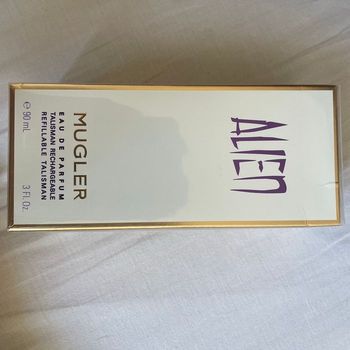 ALIEN
MUGLER
EAU DE PARFUM
TALISMAN RECHARGEABLE
REFILLABLE TALISMAN
℮ 90 mL 3 Fl. Oz.